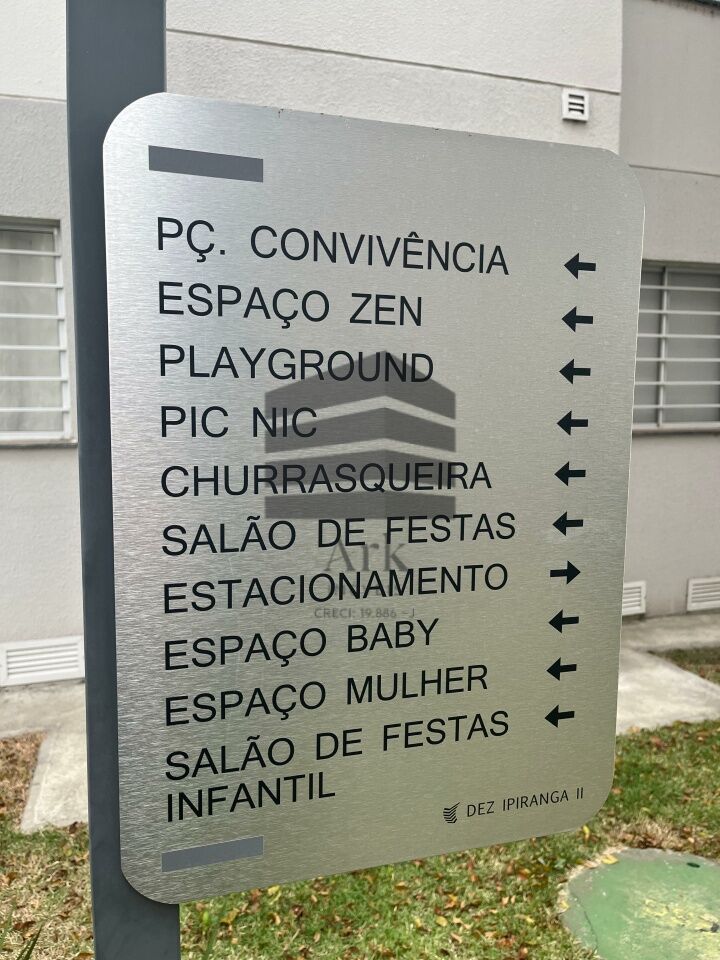 PÇ. CONVIVÊNCIA
ESPAÇO ZEN
PLAYGROUND
PIC NIC
CHURRASQUEIRA
SALÃO DE FESTAS
Ark
ESTACIONAMENTO
CRECI: 19.886 - J
ESPAÇO BABY
ESPAÇO MULHER
SALÃO DE FESTAS
INFANTIL
DEZ IPIRANGA II